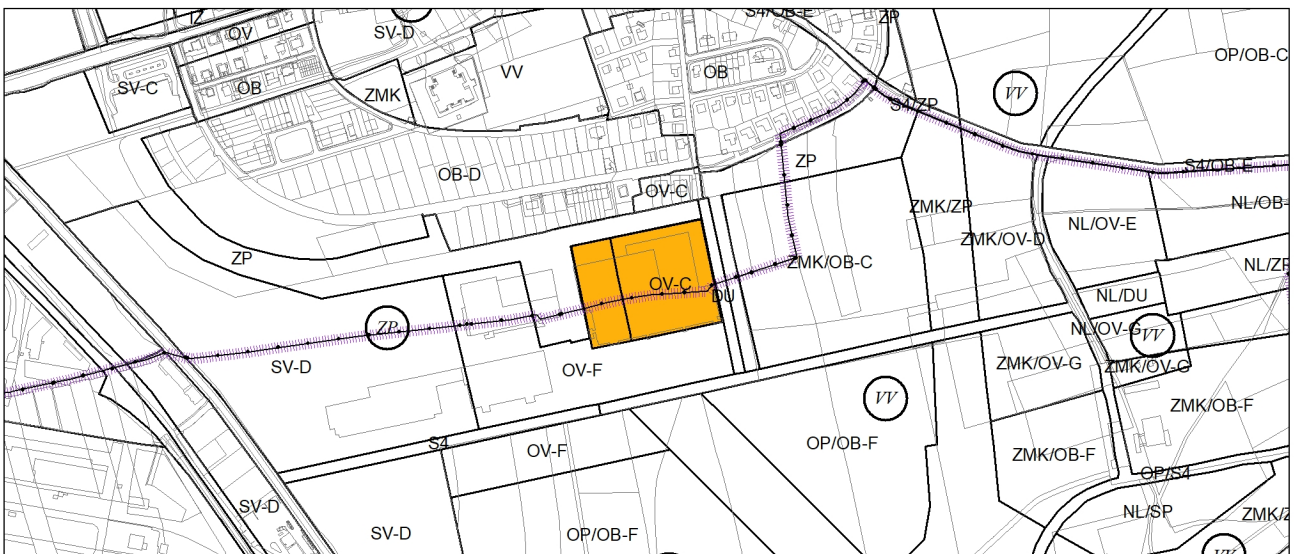 IZ
OV
SV-D
S4/OB-E
ZP
SV-C
OB
ZMK
VV
OB
OP/OB-C
VV
S4/ZP
OB-D
ZP
S4/OB-E
OV-C
ZMK/ZP
NL/OB-
ZMK/OV-D
NL/OV-E
ZP
ZMK/OB-C
NL/ZP
OV-C
DU
NL/DU
ZP
NL/OV-G
VV
SV-D
OV-F
ZMK/OV-G
ZMK/OV-G
VV
ZMK/OB-F
S4
OV-F
OP/OB-F
ZMK/OB-F
OP/S4
SV-D
SV-D
OP/OB-F
NL/SP
ZMK/Z